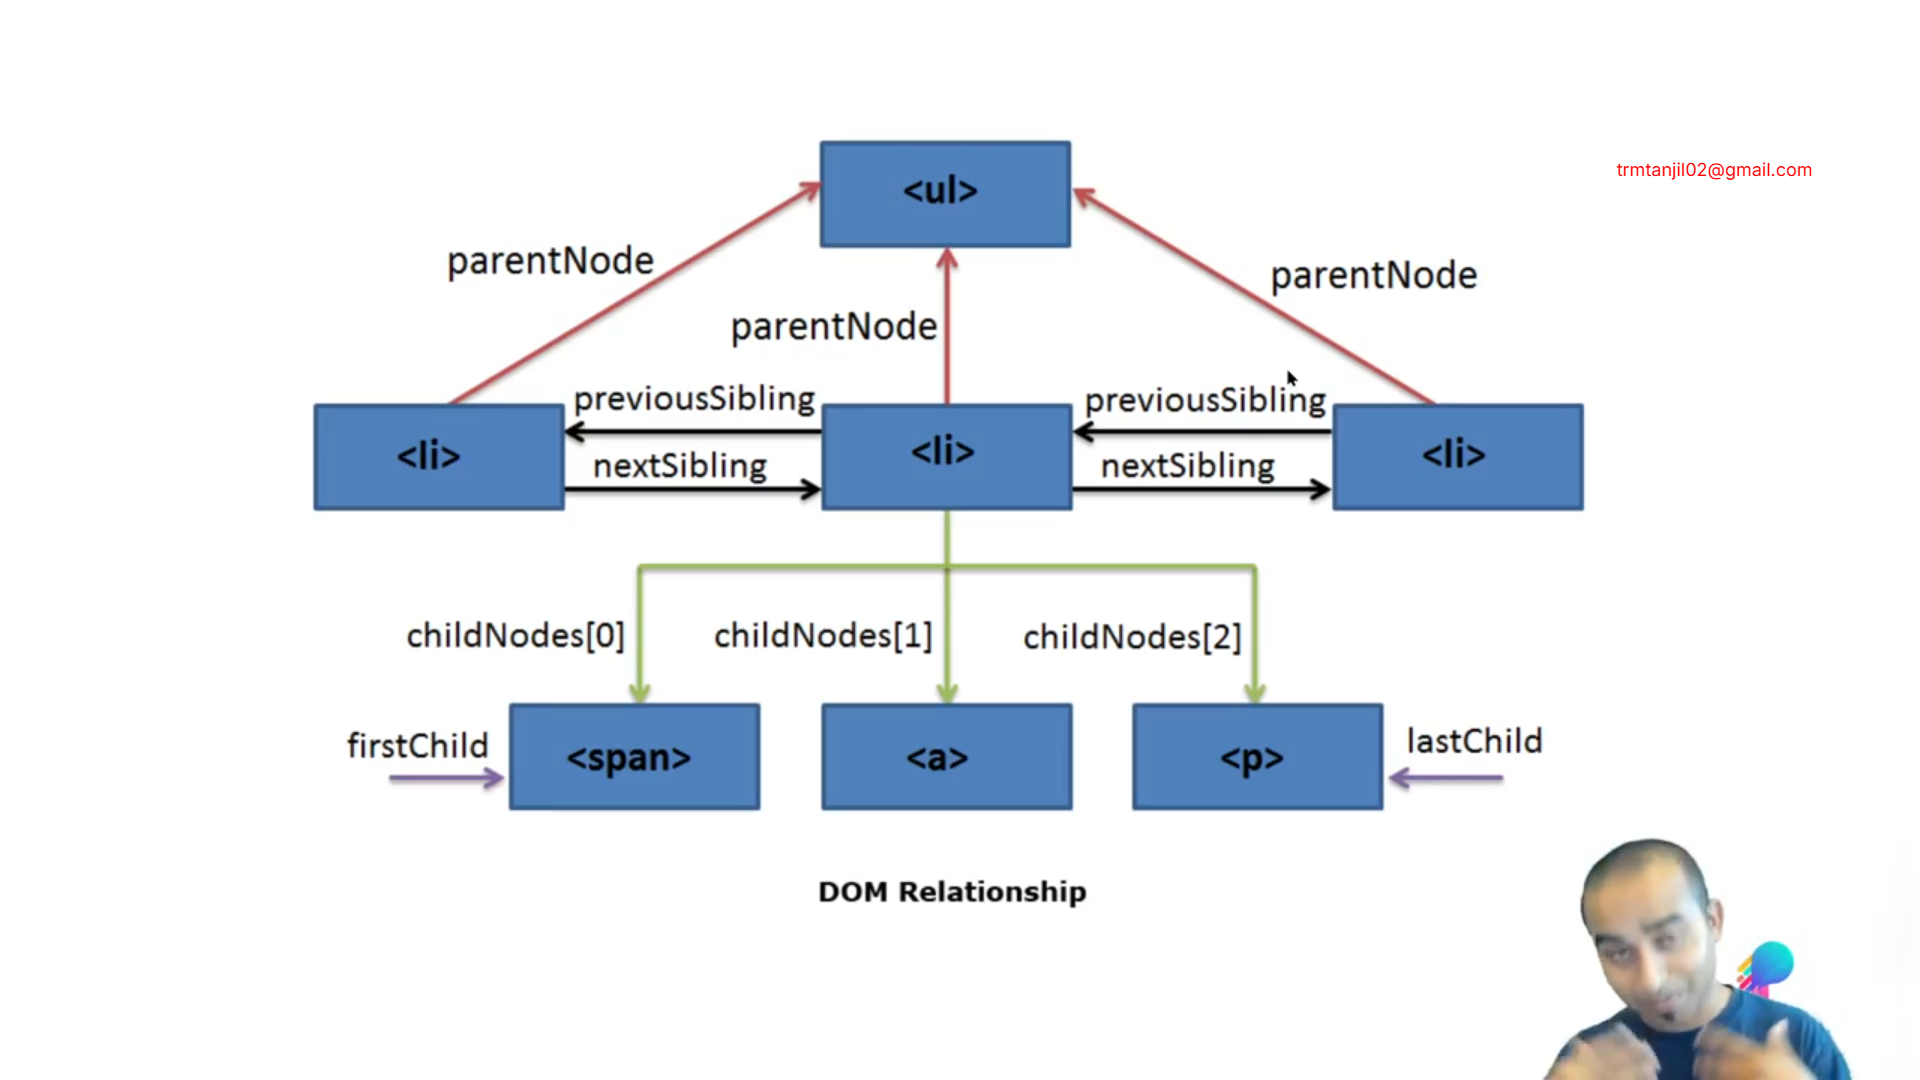 trmtanjil02@gmail.com
<ul>
parentNode
parentNode
parentNode
previousSibling
previousSibling
<li>
<li>
<li>
nextSibling
nextSibling
childNodes[0]
childNodes[1]
childNodes[2]
firstChild
<span>
<a>
<p>
lastChild
DOM Relationship